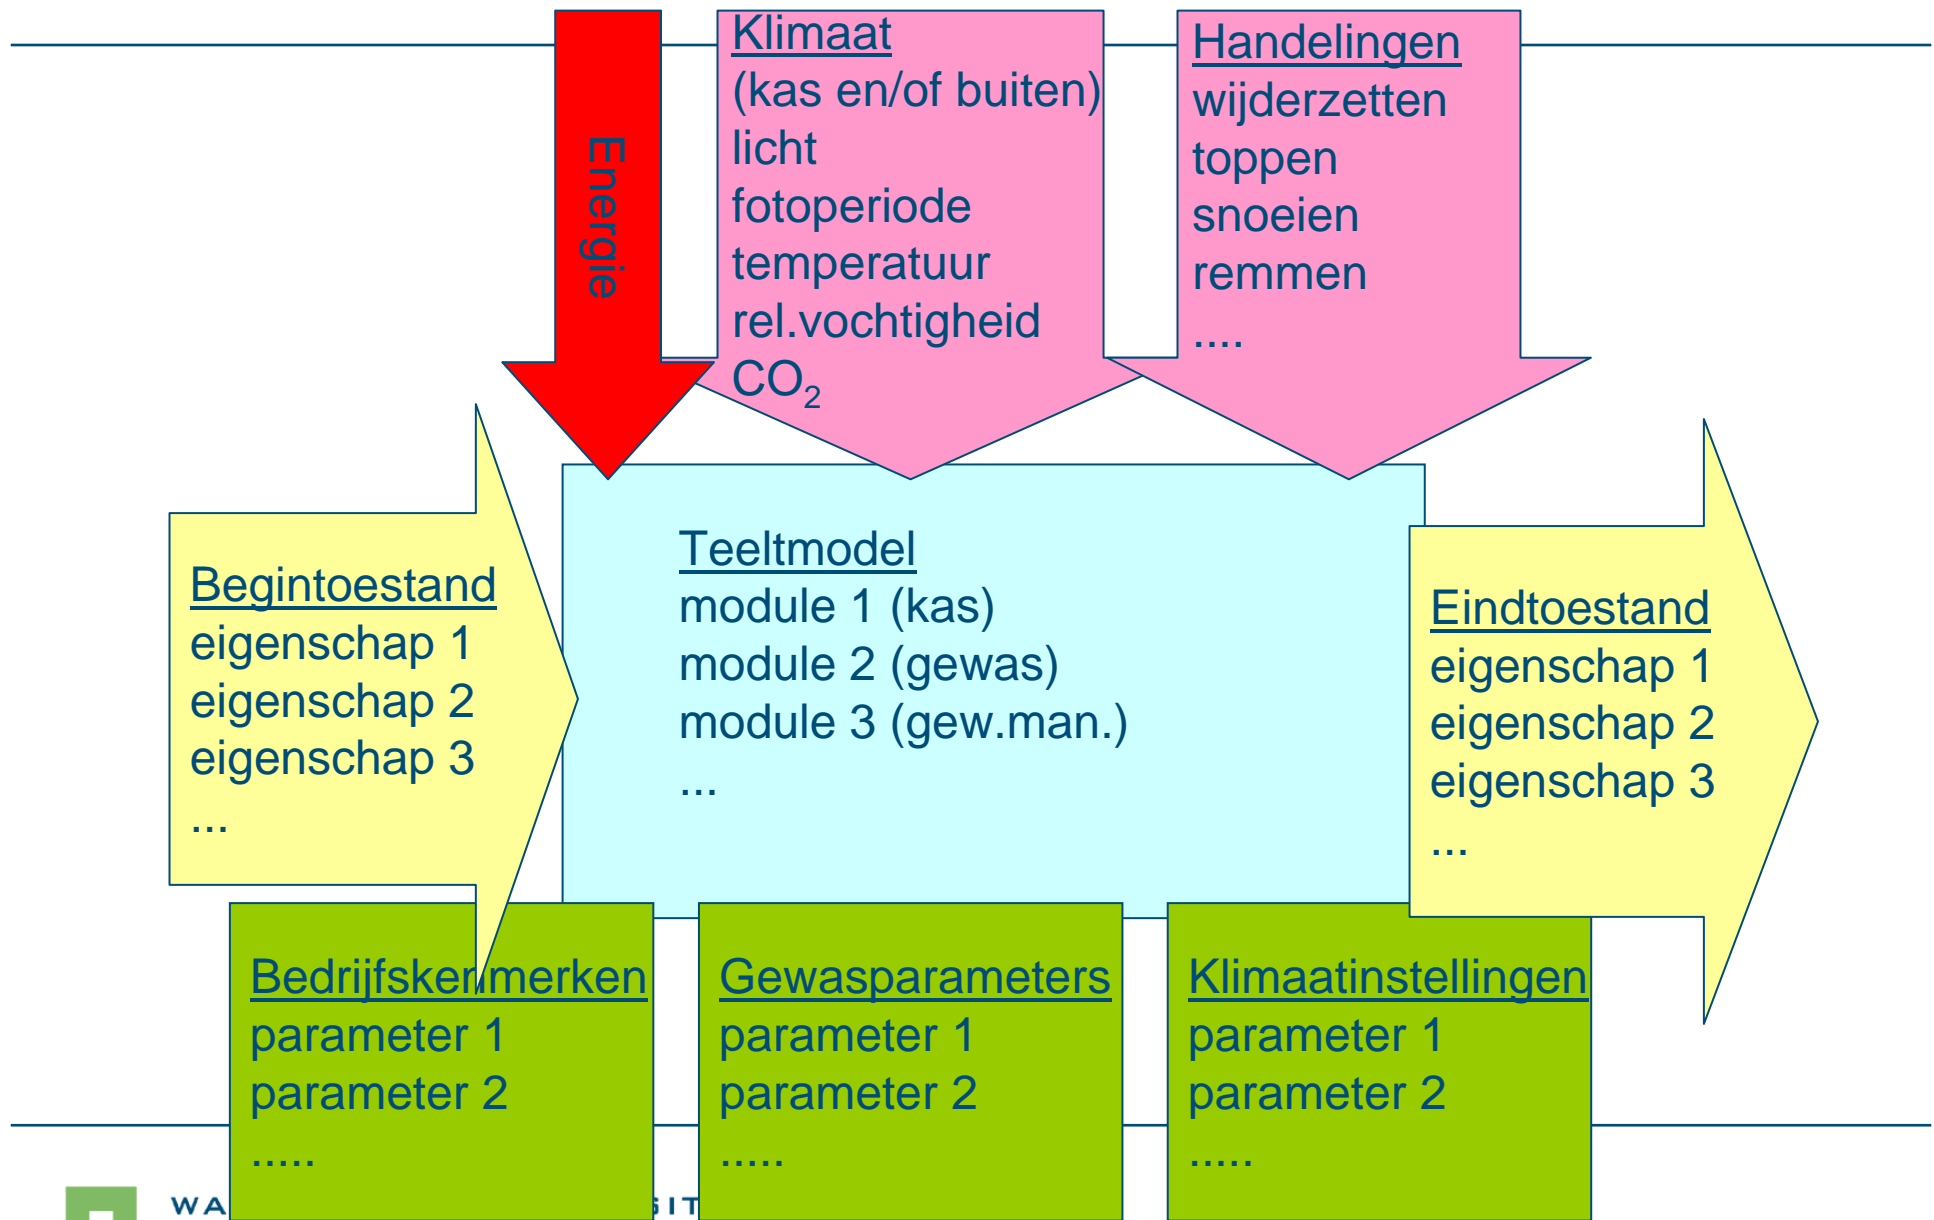 Energie
Klimaat
(kas en/of buiten)
licht
fotoperiode
temperatuur
rel.vochtigheid
CO₂
Handelingen
wijderzetten
toppen
snoeien
remmen
....
Begintoestand
eigenschap 1
eigenschap 2
eigenschap 3
...
Teeltmodel
module 1 (kas)
module 2 (gewas)
module 3 (gew.man.)
...
Eindtoestand
eigenschap 1
eigenschap 2
eigenschap 3
...
Bedrijfskenmerken
parameter 1
parameter 2
.....
Gewasparameters
parameter 1
parameter 2
.....
Klimaatinstellingen
parameter 1
parameter 2
.....